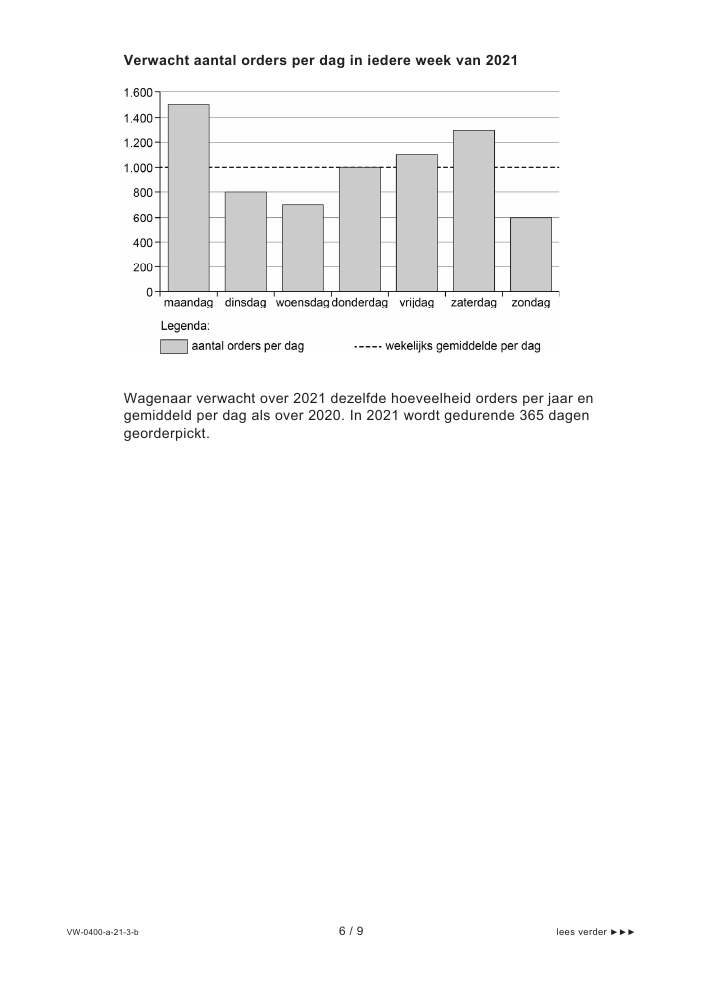 Verwacht aantal orders per dag in iedere week van 2021
1.600
1.400
1.200
1.000
800
600
400
200
0
maandag dinsdag woensdag donderdag vrijdag zaterdag zondag
Legenda:
aantal orders per dag wekelijks gemiddelde per dag
Wagenaar verwacht over 2021 dezelfde hoeveelheid orders per jaar en
gemiddeld per dag als over 2020. In 2021 wordt gedurende 365 dagen
georderpickt.
VW-0400-a-21-3-b 6 / 9 lees verder ►►►